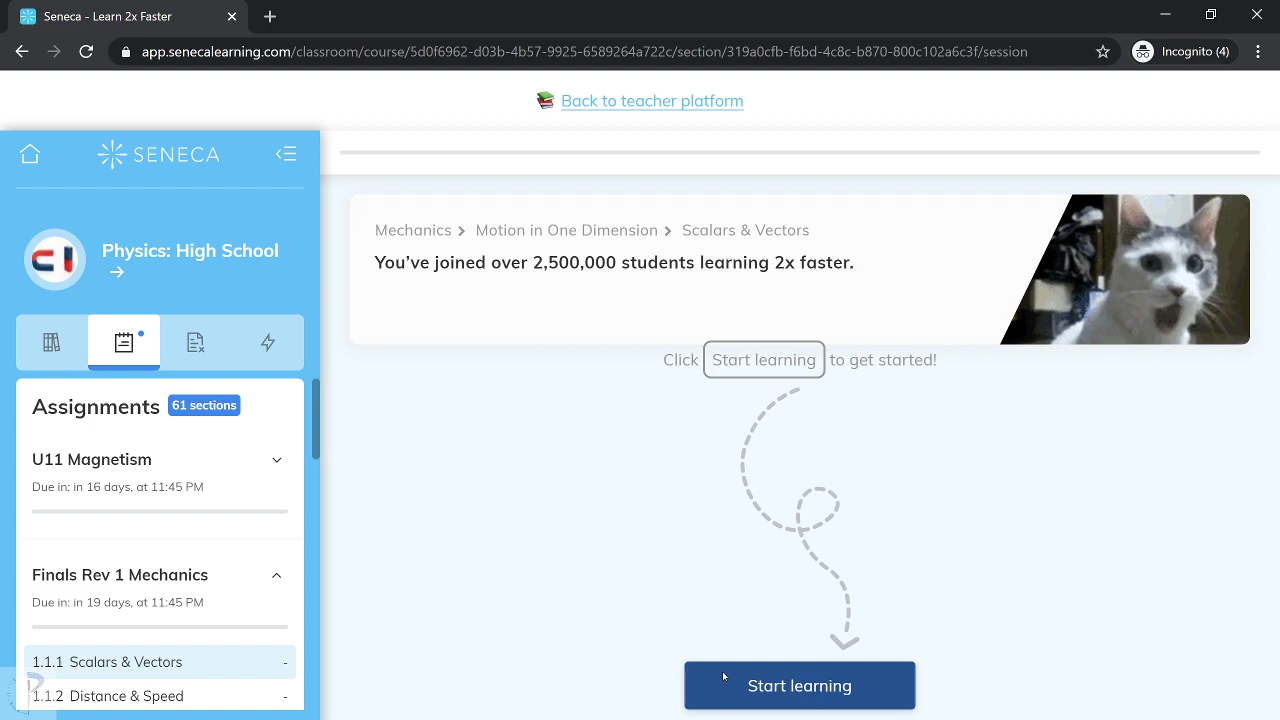 Seneca - Learn 2x Faster
app.senecalearning.com/classroom/course/5d0f6962-d03b-4b57-9925-6589264a722c/section/319a0cfb-f6bd-4c8c-b870-800c102a6c3f/session
Incognito (4)
Back to teacher platform
SENECA
Physics: High School
Assignments 61 sections
U11 Magnetism
Due in: in 16 days, at 11:45 PM
Finals Rev 1 Mechanics
Due in: in 19 days, at 11:45 PM
1.1.1 Scalars & Vectors -
1.1.2 Distance & Speed -
Mechanics > Motion in One Dimension > Scalars & Vectors
You've joined over 2,500,000 students learning 2x faster.
Click Start learning to get started!
Start learning